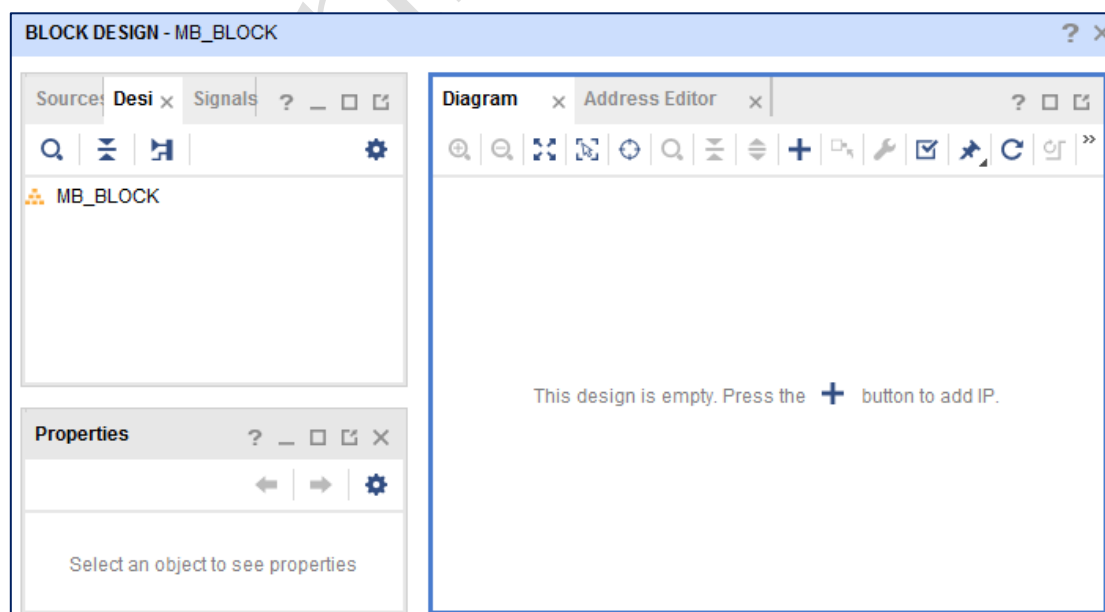 BLOCK DESIGN - MB_BLOCK
Sources Desi Signals
MB_BLOCK
Properties
Select an object to see properties
Diagram Address Editor
This design is empty. Press the + button to add IP.